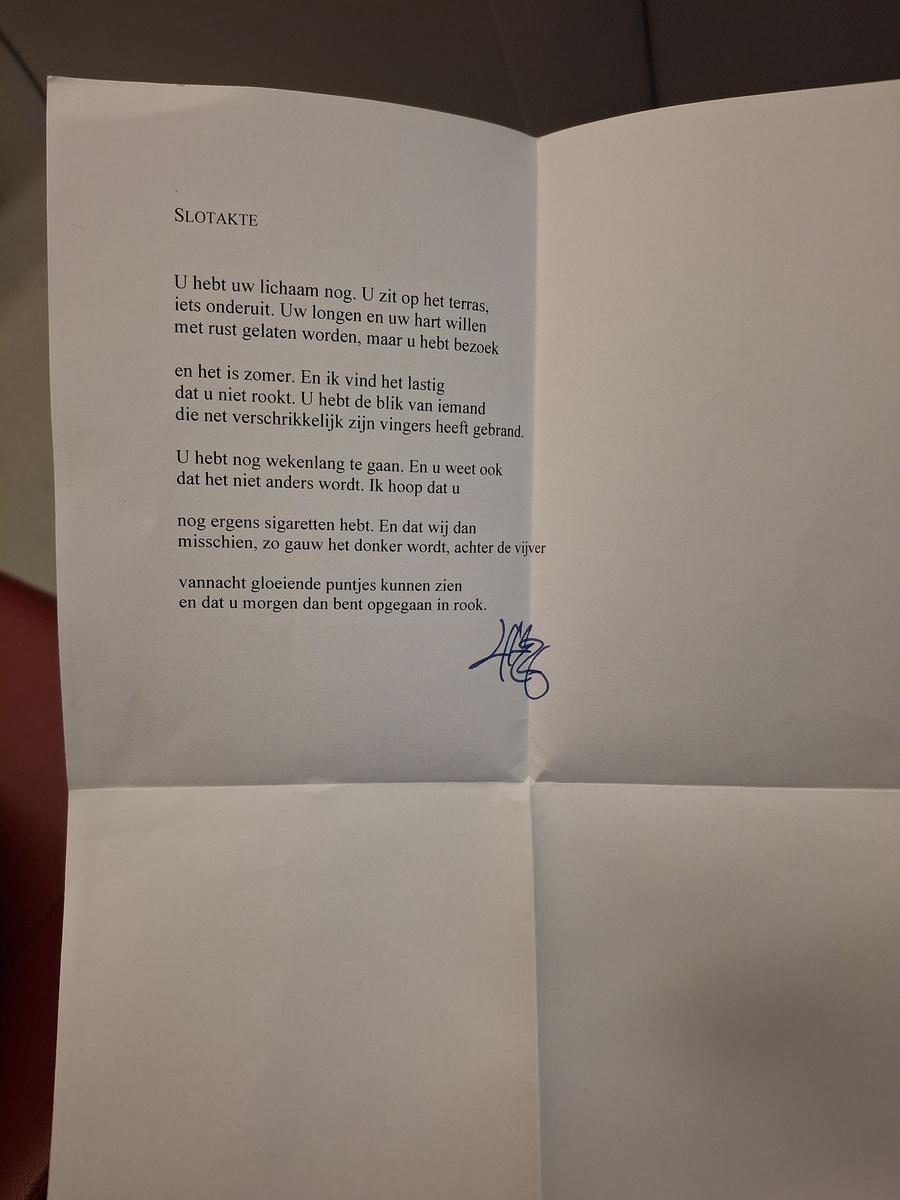 SLOTAKTE
U hebt uw lichaam nog. U zit op het terras,
iets onderuit. Uw longen en uw hart willen
met rust gelaten worden, maar u hebt bezoek
en het is zomer. En ik vind het lastig
dat u niet rookt. U hebt de blik van iemand
die net verschrikkelijk zijn vingers heeft gebrand.
U hebt nog wekenlang te gaan. En u weet ook
dat het niet anders wordt. Ik hoop dat u
nog ergens sigaretten hebt. En dat wij dan
misschien, zo gauw het donker wordt, achter de vijver
vannacht gloeiende puntjes kunnen zien
en dat u morgen dan bent opgegaan in rook.